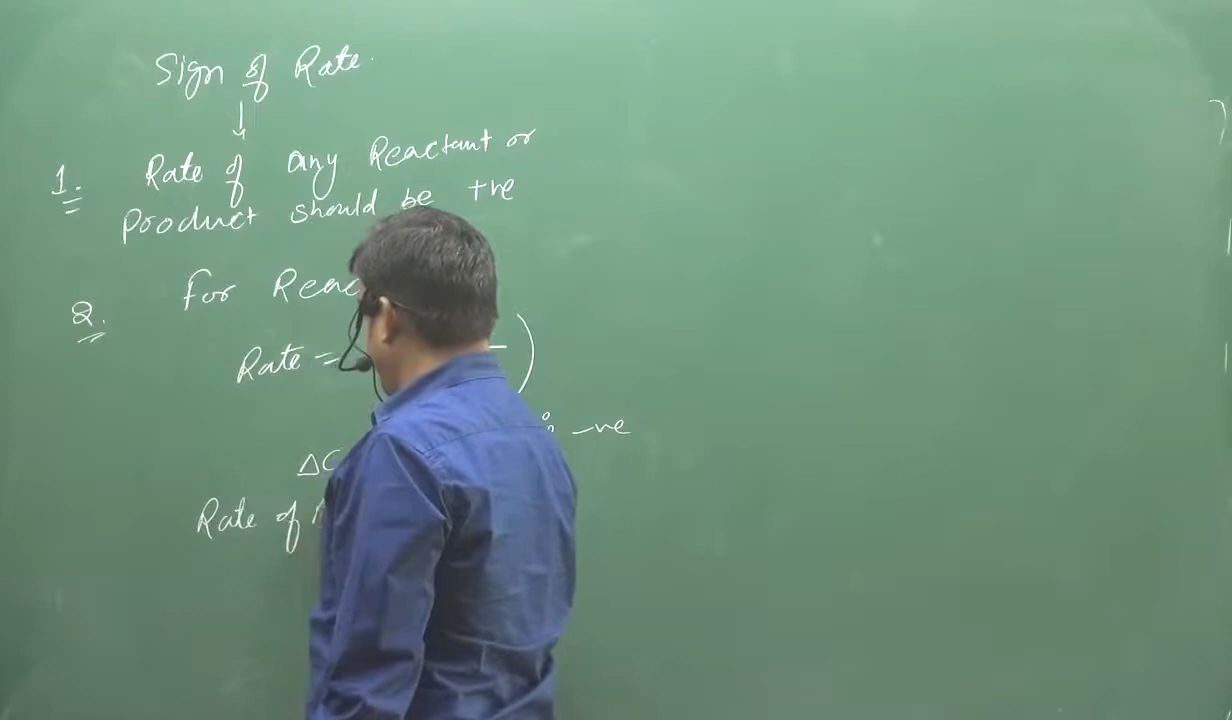 Sign of Rate
↓
1. Rate of any Reactant or
product should be +ve
2. For Reac
Rate =
)
-ve
ΔC
Rate of